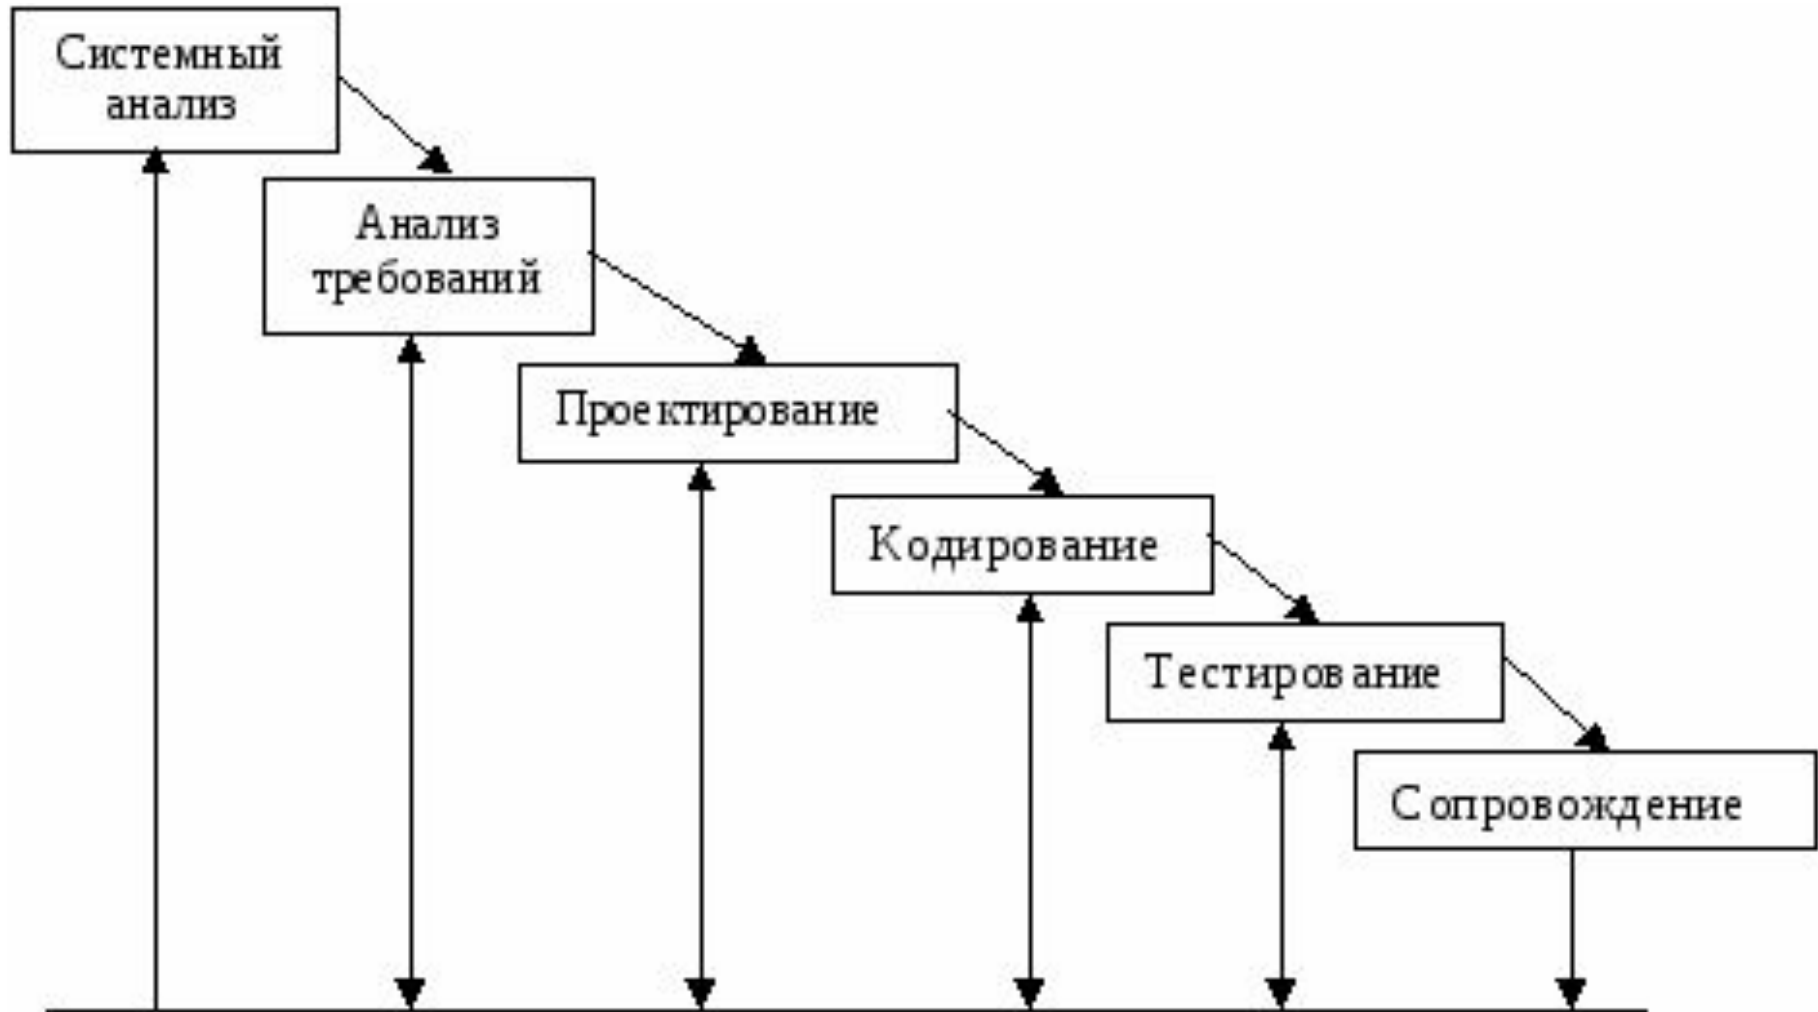 Системный
анализ
Анализ
требований
Проектирование
Кодирование
Тестирование
Сопровождение